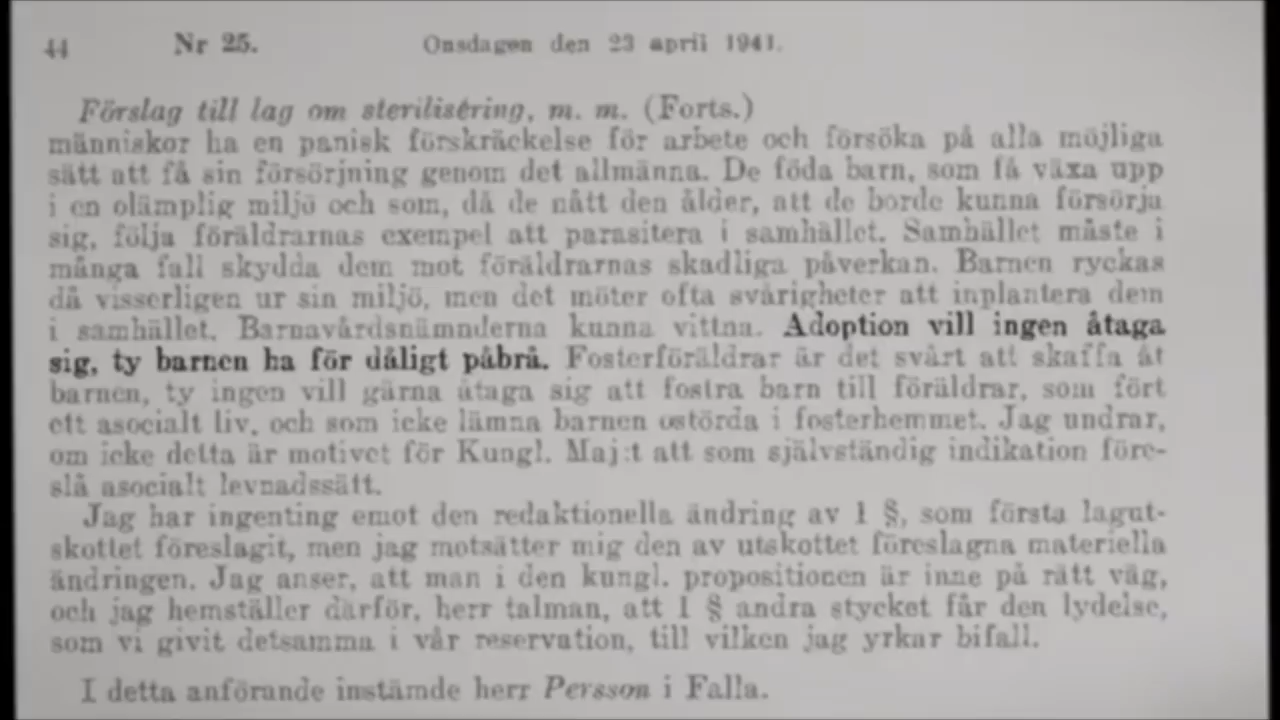 44 Nr 25. Onsdagen den 23 april 1941.
Förslag till lag om sterilisering, m. m. (Forts.)
människor ha en panisk förskräckelse för arbete och försöka på alla möjliga
sätt att få sin försörjning genom det allmänna. De föda barn, som få växa upp
i en olämplig miljö och som, då de nått den ålder, att de borde kunna försörja
sig, följa föräldrarnas exempel att parasitera i samhället. Samhället måste i
många fall skydda dem mot föräldrarnas skadliga påverkan. Barnen ryckas
då visserligen ur sin miljö, men det möter ofta svårigheter att inplantera dem
i samhället. Barnavårdsnämnderna kunna vittna. Adoption vill ingen åtaga
sig, ty barnen ha för dåligt påbrå. Fosterföräldrar är det svårt att skaffa åt
barnen, ty ingen vill gärna åtaga sig att fostra barn till föräldrar, som fört
ett asocialt liv, och som icke lämna barnen ostörda i fosterhemmet. Jag undrar,
om icke detta är motivet för Kungl. Maj:t att som självständig indikation före-
slå asocialt levnadssätt.
Jag har ingenting emot den redaktionella ändring av 1 §, som första lagut-
skottet föreslagit, men jag motsätter mig den av utskottet föreslagna materiella
ändringen. Jag anser, att man i den kungl. propositionen är inne på rätt väg,
och jag hemställer därför, herr talman, att 1 § andra stycket får den lydelse,
som vi givit detsamma i vår reservation, till vilken jag yrkar bifall.
I detta anförande instämde herr Persson i Falla.